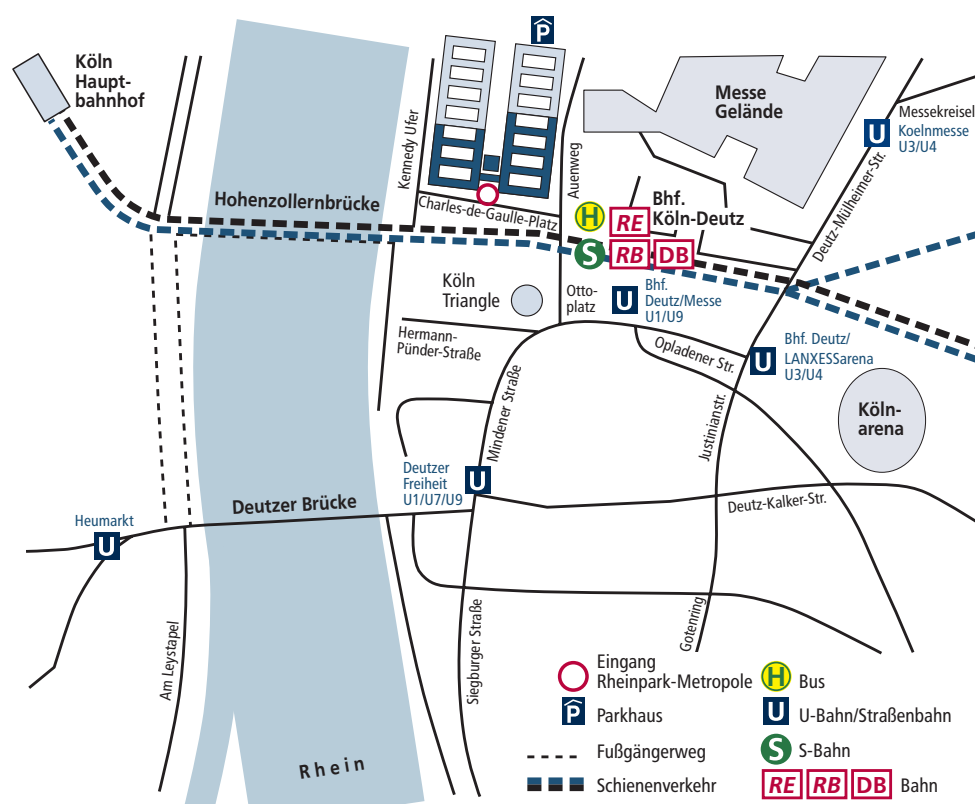 P
Köln
Haupt-
bahnhof
Kennedy Ufer
Messe
Gelände
Messekreisel
U
Koelnmesse
U3/U4
Auenweg
Deutz-Mülheimer-Str.
Hohenzollernbrücke
Charles-de-Gaulle-Platz
H
RE
Bhf.
Köln-Deutz
S
RB
DB
Köln
Triangle
Otto-
platz
U
Bhf.
Deutz/Messe
U1/U9
Hermann-
Pünder-Straße
Opladener Str.
U
Bhf. Deutz/
LANXESSarena
U3/U4
Mindener Straße
Justinianstr.
Köln-
arena
Deutzer
Freiheit
U1/U7/U9
U
Deutzer Brücke
Deutz-Kalker-Str.
Heumarkt
U
Am Leystapel
Siegburger Straße
Gotenring
Rhein
Eingang
Rheinpark-Metropole
H
Bus
P
Parkhaus
U
U-Bahn/Straßenbahn
Fußgängerweg
S
S-Bahn
Schienenverkehr
RE
RB
DB
Bahn